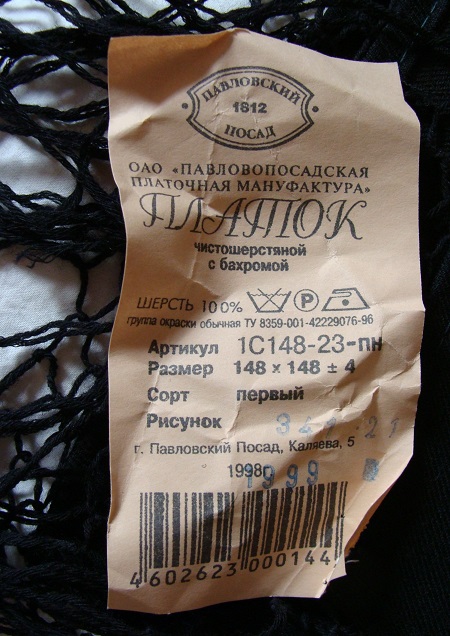 ПАВЛОВСКИЙ
1812
ПОСАД
ОАО «ПАВЛОВОПОСАДСКАЯ
ПЛАТОЧНАЯ МАНУФАКТУРА»
ПЛАТОК
чистошерстяной
с бахромой
ШЕРСТЬ 100% P
группа окраски обычная ТУ 8359-001-42229076-96
Артикул 1С148-23-пн
Размер 148 × 148 ± 4
Сорт первый
Рисунок
г. Павловский Посад, Каляева, 5
1998г 1999
4602623000144